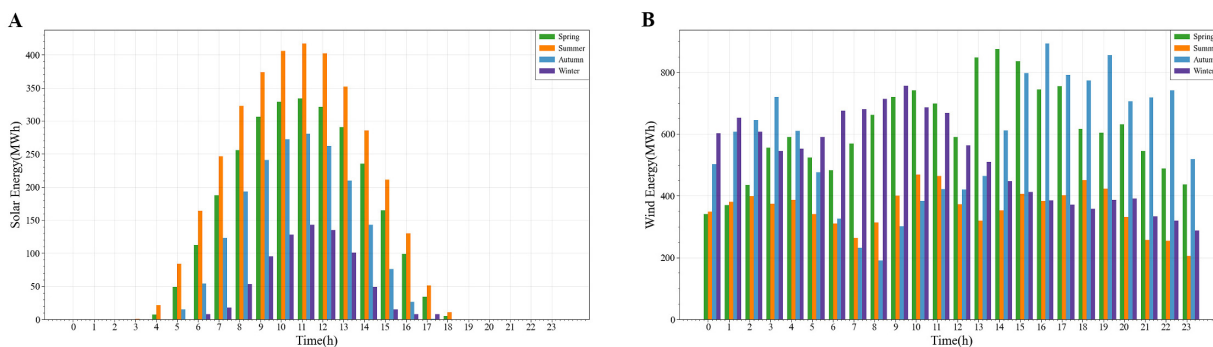 A
Solar Energy(MWh)
400
350
300
250
200
150
100
50
0
0 1 2 3 4 5 6 7 8 9 10 11 12 13 14 15 16 17 18 19 20 21 22 23
Time(h)
Spring
Summer
Autumn
Winter
B
Wind Energy(MWh)
800
600
400
200
0
0 1 2 3 4 5 6 7 8 9 10 11 12 13 14 15 16 17 18 19 20 21 22 23
Time(h)
Spring
Summer
Autumn
Winter